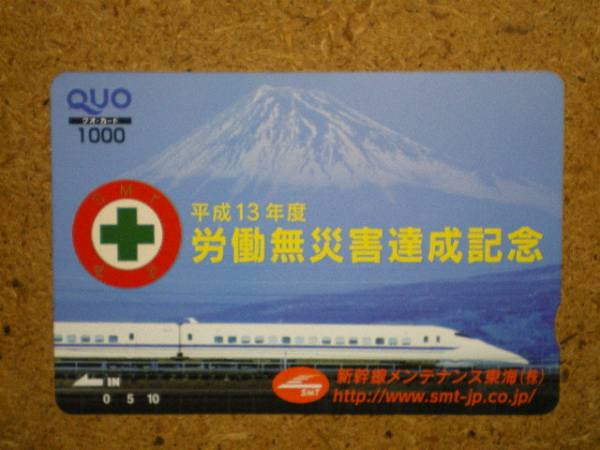 QUO
クオ・カード
1000
SMT
平成13年度
労働無災害達成記念
IN
0 5 10
SMT
新幹線メンテナンス東海(株)
http://www.smt-jp.co.jp/